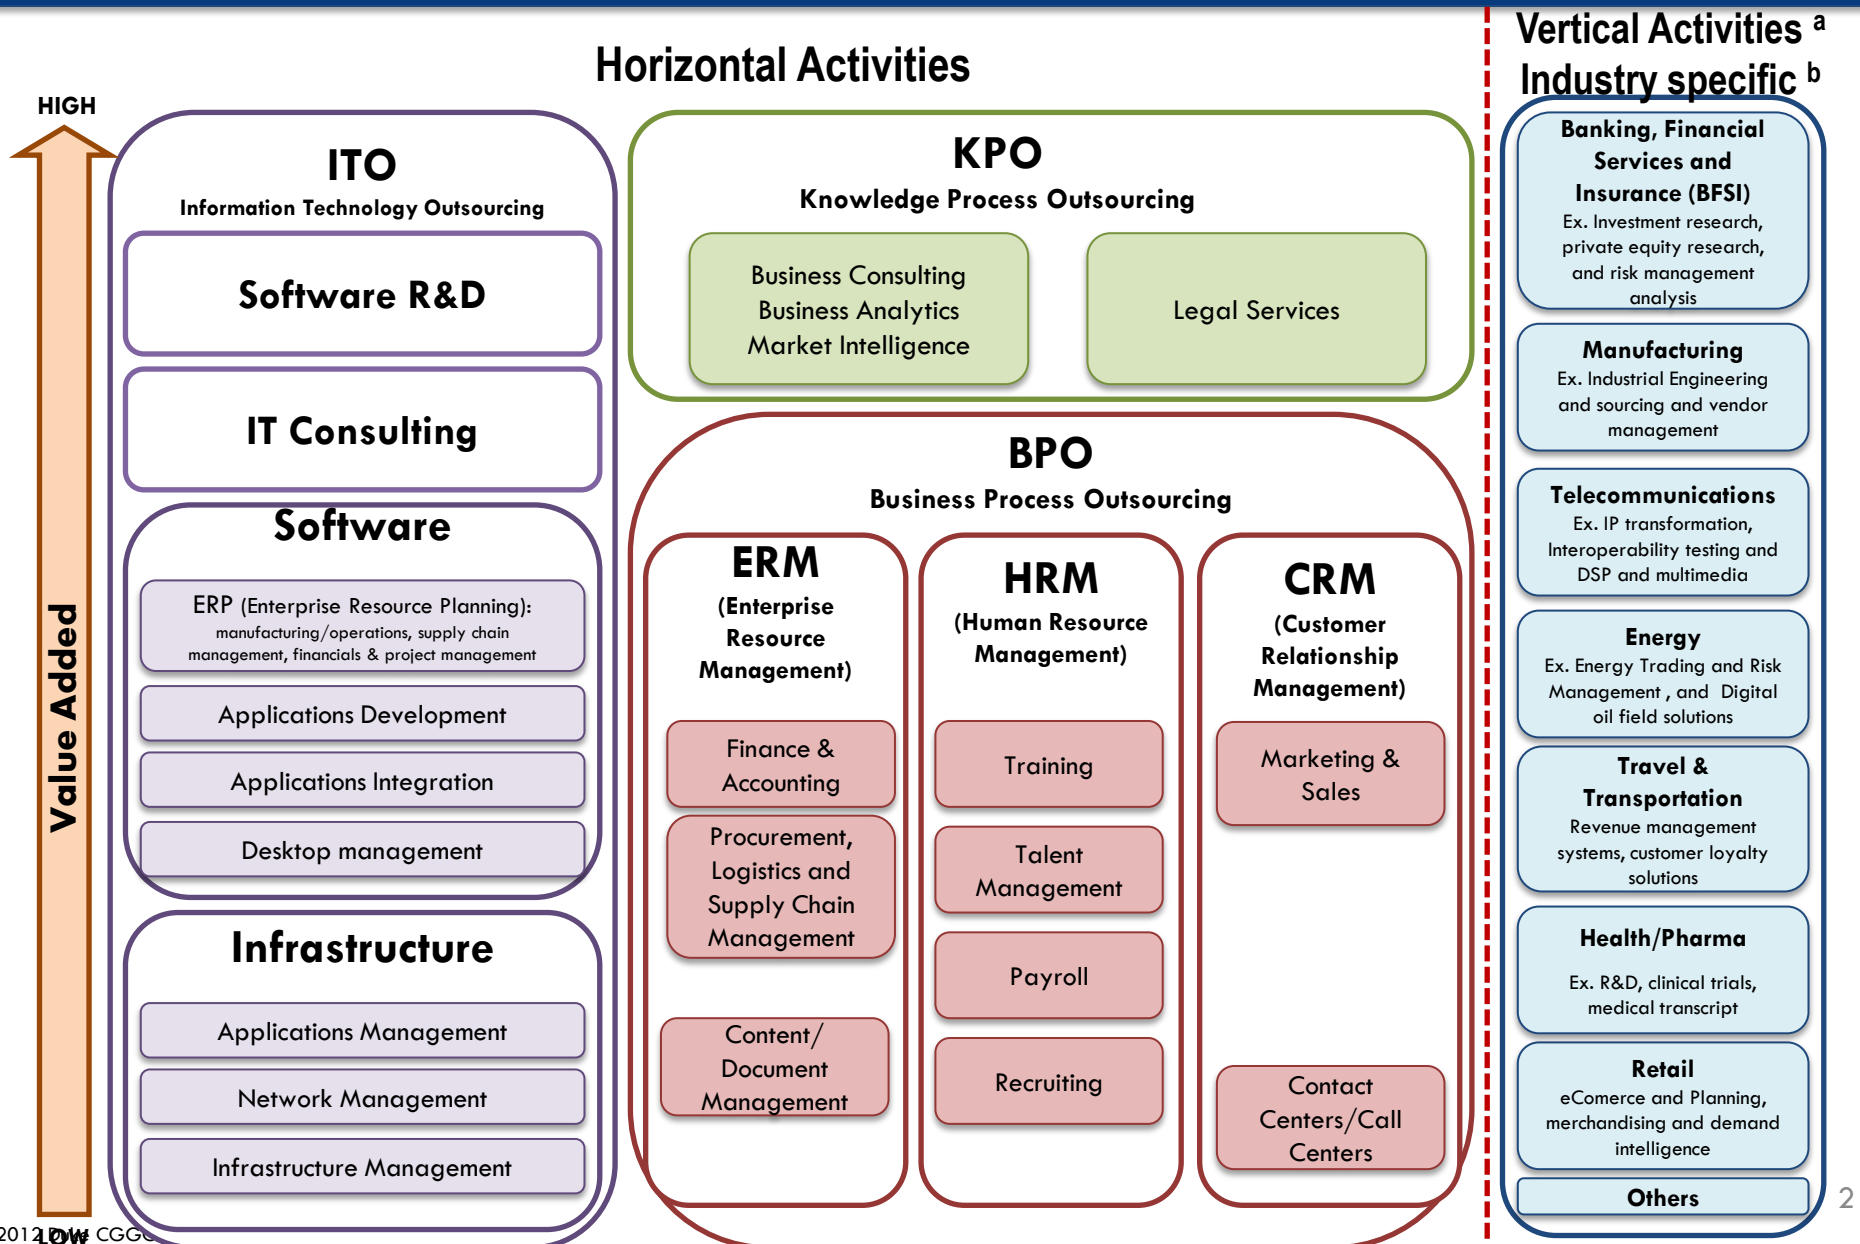 Horizontal Activities
Vertical Activities a
Industry specific b
HIGH
Value Added
LOW
ITO
Information Technology Outsourcing
Software R&D
IT Consulting
Software
ERP (Enterprise Resource Planning):
manufacturing/operations, supply chain
management, financials & project management
Applications Development
Applications Integration
Desktop management
Infrastructure
Applications Management
Network Management
Infrastructure Management
KPO
Knowledge Process Outsourcing
Business Consulting
Business Analytics
Market Intelligence
Legal Services
BPO
Business Process Outsourcing
ERM
(Enterprise
Resource
Management)
Finance &
Accounting
Procurement,
Logistics and
Supply Chain
Management
Content/
Document
Management
HRM
(Human Resource
Management)
Training
Talent
Management
Payroll
Recruiting
CRM
(Customer
Relationship
Management)
Marketing &
Sales
Contact
Centers/Call
Centers
Banking, Financial
Services and
Insurance (BFSI)
Ex. Investment research,
private equity research,
and risk management
analysis
Manufacturing
Ex. Industrial Engineering
and sourcing and vendor
management
Telecommunications
Ex. IP transformation,
Interoperability testing and
DSP and multimedia
Energy
Ex. Energy Trading and Risk
Management , and Digital
oil field solutions
Travel &
Transportation
Revenue management
systems, customer loyalty
solutions
Health/Pharma
Ex. R&D, clinical trials,
medical transcript
Retail
eComerce and Planning,
merchandising and demand
intelligence
Others
2012 Duke CGGC
2